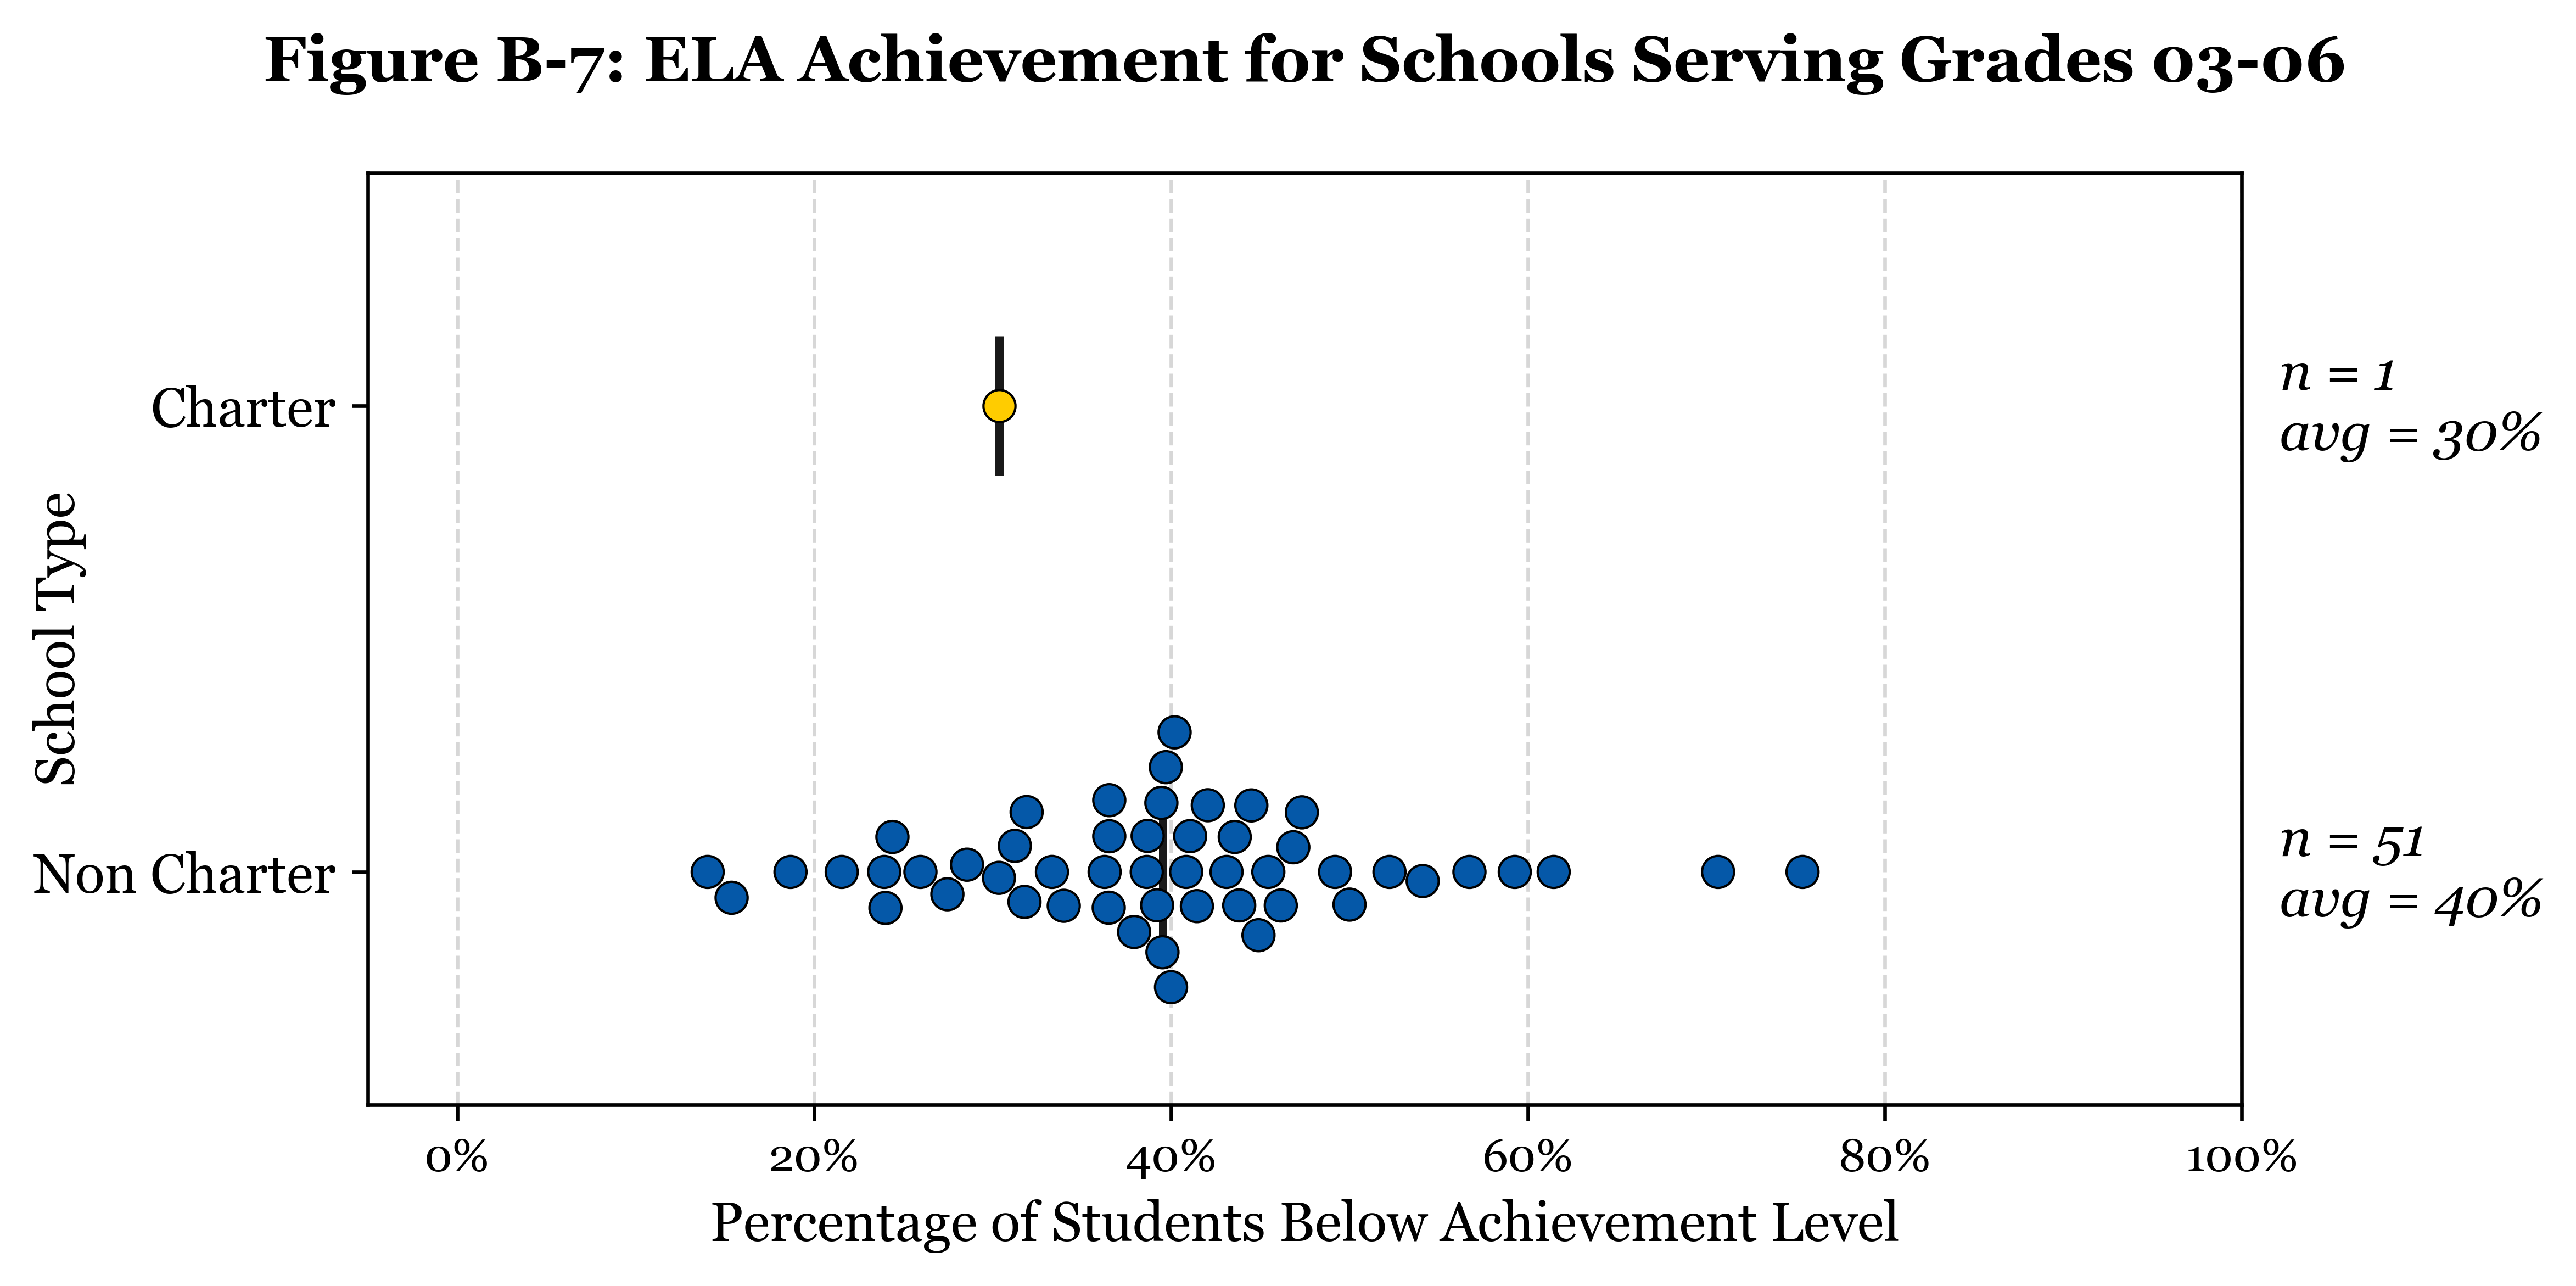 Figure B-7: ELA Achievement for Schools Serving Grades 03-06
School Type
Charter
n = 1
avg = 30%
Non Charter
n = 51
avg = 40%
0% 20% 40% 60% 80% 100%
Percentage of Students Below Achievement Level